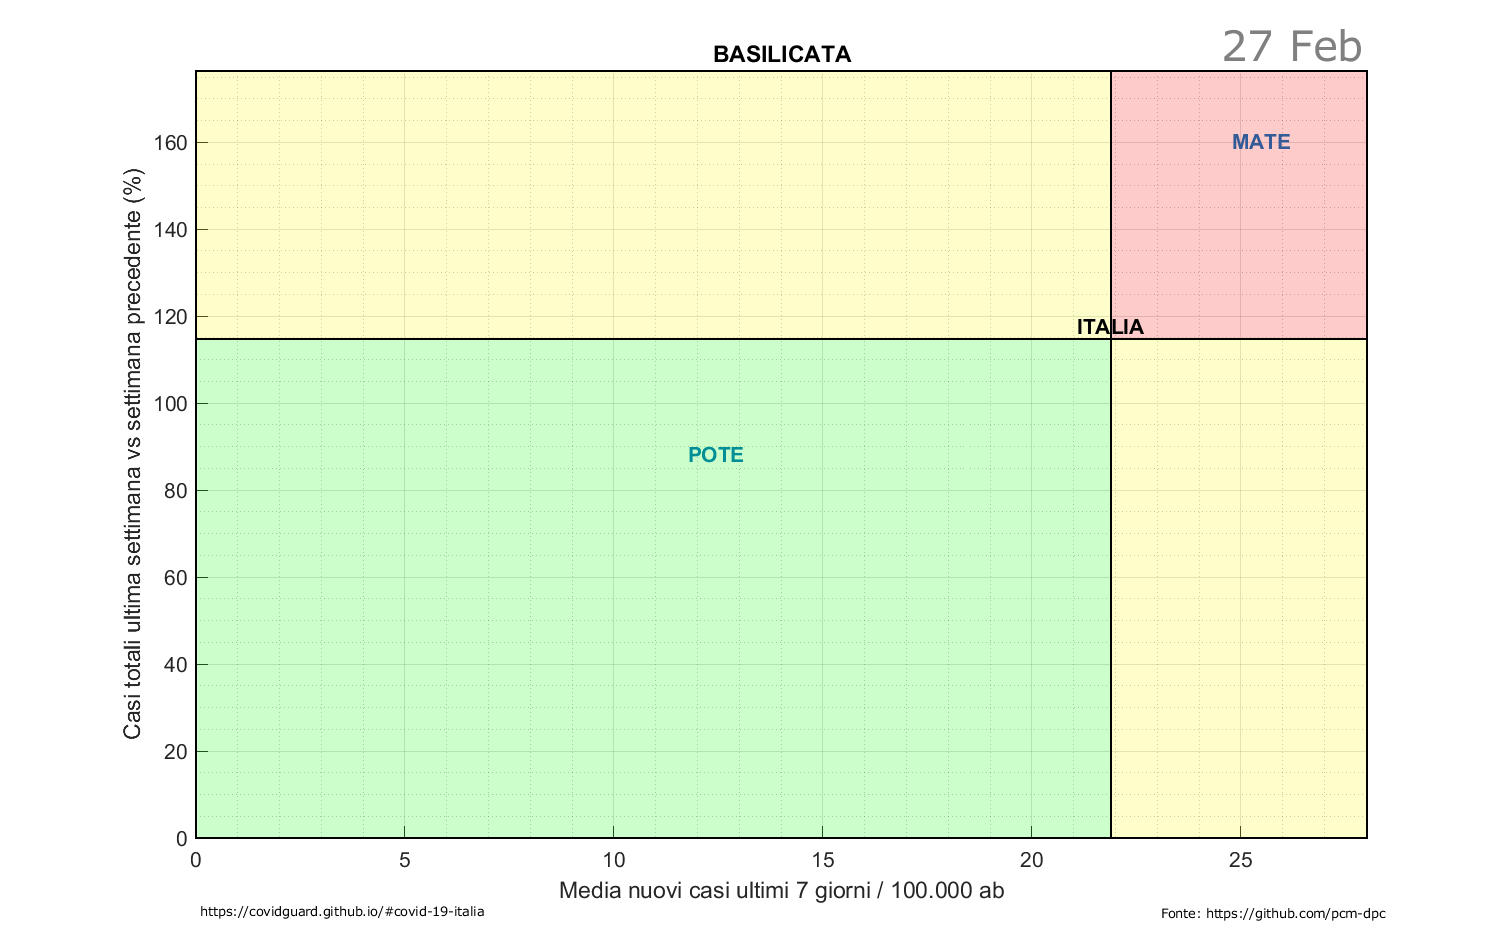 27 Feb
BASILICATA
Casi totali ultima settimana vs settimana precedente (%)
160
140
120
100
80
60
40
20
0
MATE
ITALIA
POTE
0 5 10 15 20 25
Media nuovi casi ultimi 7 giorni / 100.000 ab
https://covidguard.github.io/#covid-19-italia
Fonte: https://github.com/pcm-dpc